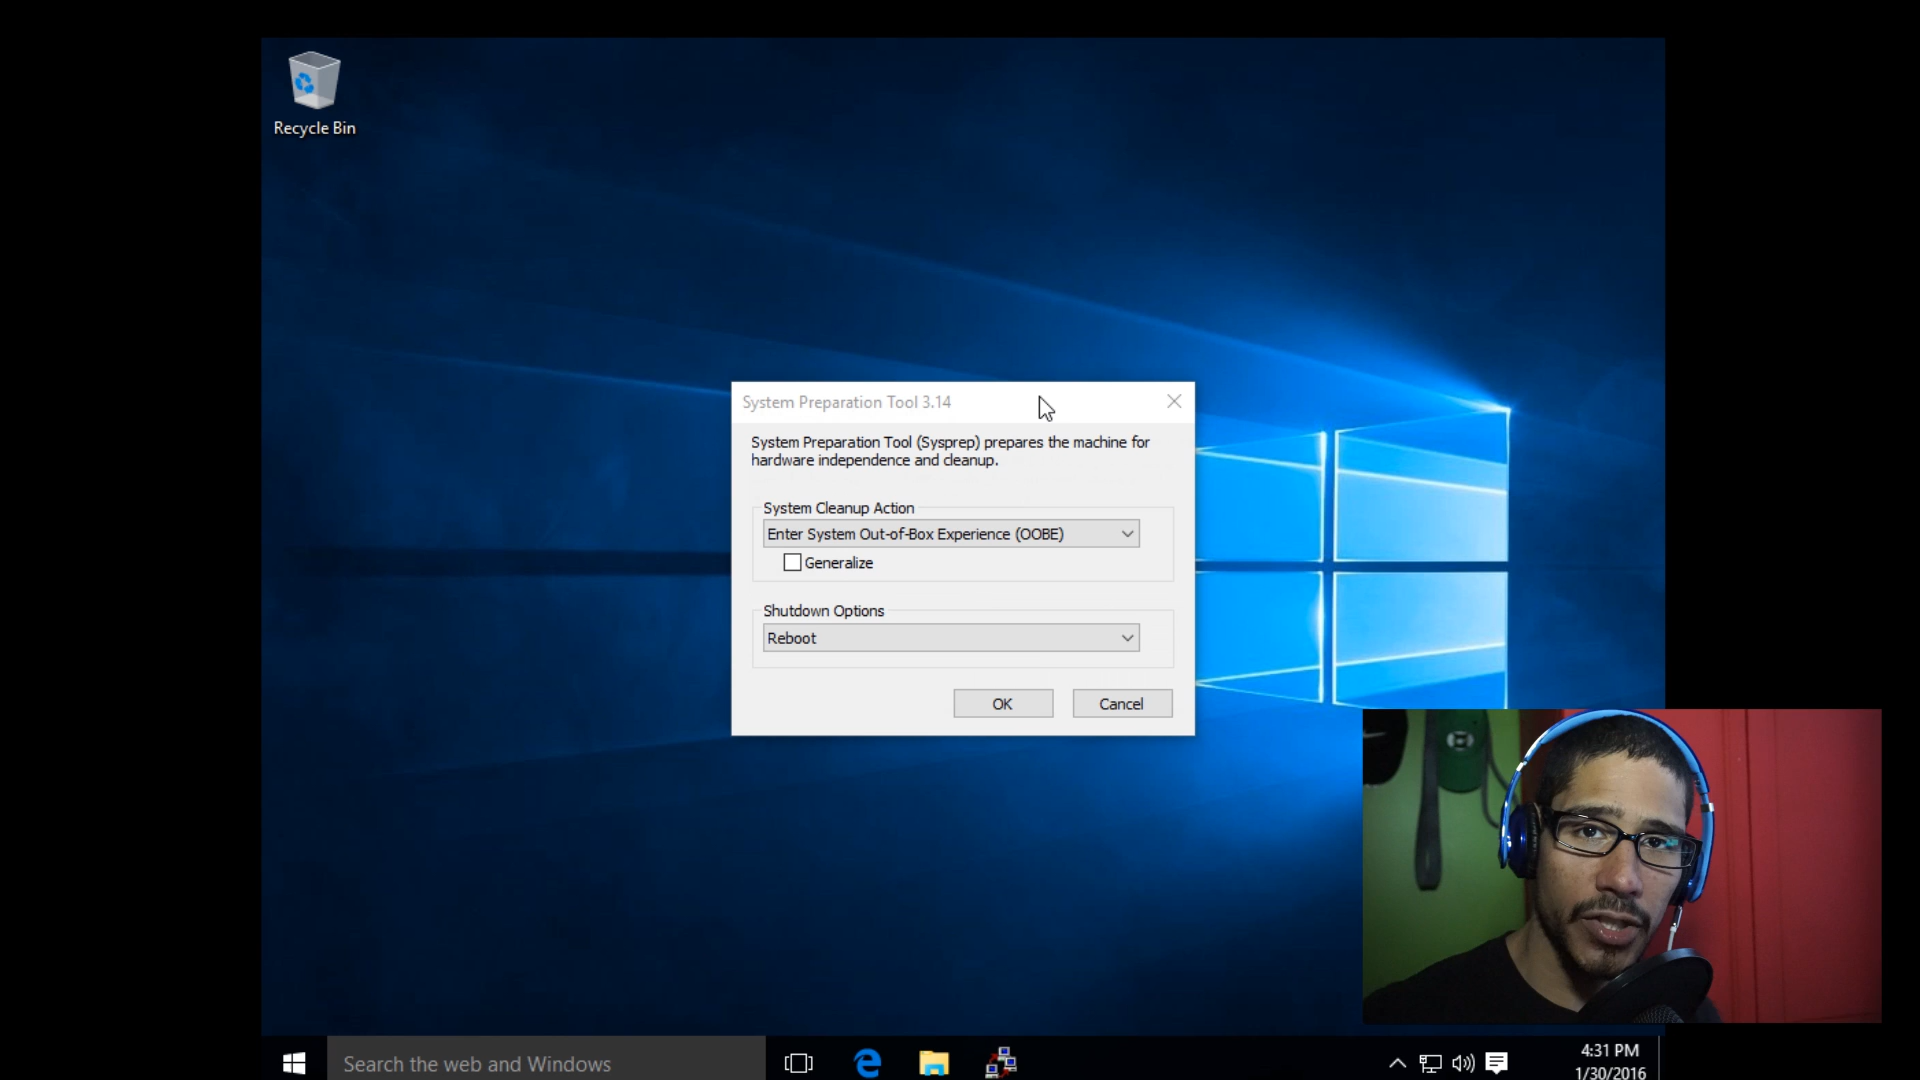 Recycle Bin
System Preparation Tool 3.14
System Preparation Tool (Sysprep) prepares the machine for
hardware independence and cleanup.
System Cleanup Action
Enter System Out-of-Box Experience (OOBE)
Generalize
Shutdown Options
Reboot
OK
Cancel
Search the web and Windows
4:31 PM
1/30/2016